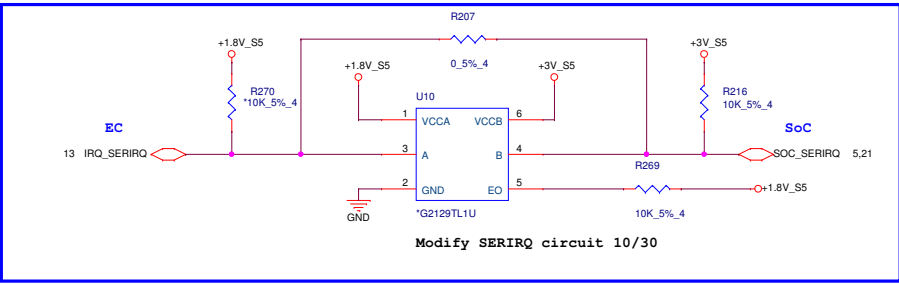 R207
0_5%_4
+1.8V_S5
+3V_S5
+1.8V_S5
+3V_S5
R270
*10K_5%_4
R216
10K_5%_4
U10
1 VCCA VCCB 6
EC
SoC
13 IRQ_SERIRQ
3 A B 4
SOC_SERIRQ 5,21
R269
2 GND EO 5
+1.8V_S5
GND
*G2129TL1U
10K_5%_4
Modify SERIRQ circuit 10/30